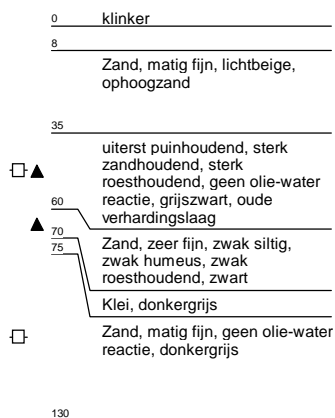 0 klinker
8
Zand, matig fijn, lichtbeige,
ophoogzand
35
uiterst puinhoudend, sterk
zandhoudend, sterk
roesthoudend, geen olie-water
reactie, grijszwart, oude
verhardingslaag
60
Zand, zeer fijn, zwak siltig,
zwak humeus, zwak
roesthoudend, zwart
70
Klei, donkergrijs
75
Zand, matig fijn, geen olie-water
reactie, donkergrijs
130